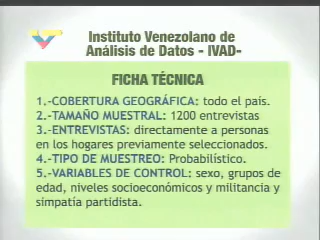 Instituto Venezolano de
Análisis de Datos - IVAD-
FICHA TÉCNICA
1.-COBERTURA GEOGRÁFICA: todo el país.
2.-TAMAÑO MUESTRAL: 1200 entrevistas
3.-ENTREVISTAS: directamente a personas
en los hogares previamente seleccionados.
4.-TIPO DE MUESTREO: Probabilístico.
5.-VARIABLES DE CONTROL: sexo, grupos de
edad, niveles socioeconómicos y militancia y
simpatía partidista.